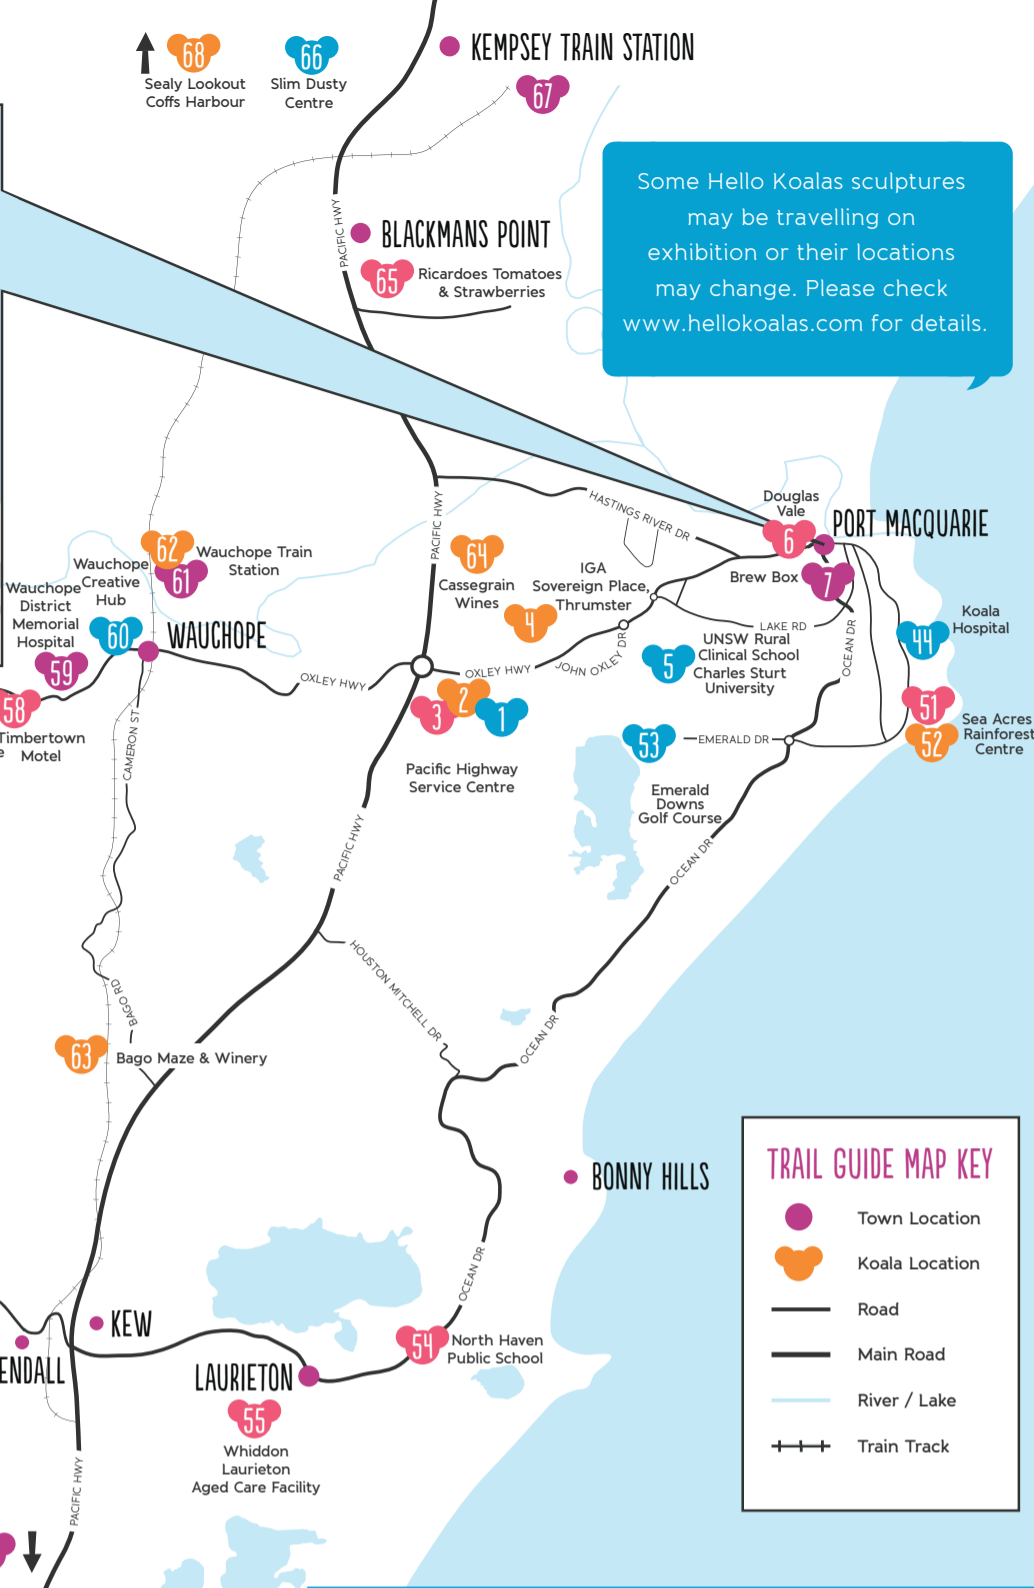 KEMPSEY TRAIN STATION
68
66
Sealy Lookout
Coffs Harbour
Slim Dusty
Centre
67
Some Hello Koalas sculptures
may be travelling on
exhibition or their locations
may change. Please check
www.hellokoalas.com for details.
PACIFIC HWY
BLACKMANS POINT
65
Ricardoes Tomatoes
& Strawberries
PACIFIC HWY
HASTINGS RIVER DR
Douglas
Vale
6
PORT MACQUARIE
62
61
Wauchope Train
Station
64
Cassegrain
Wines
IGA
Sovereign Place,
Thrumster
4
Brew Box
7
Wauchope
Creative
Hub
60
Wauchope
District
Memorial
Hospital
59
WAUCHOPE
LAKE RD
OCEAN DR
Koala
Hospital
44
58
Timbertown
e Motel
OXLEY HWY
OXLEY HWY
JOHN OXLEY DR
5
UNSW Rural
Clinical School
Charles Sturt
University
3
2
1
51
52
Sea Acres
Rainforest
Centre
CAMERON ST
Pacific Highway
Service Centre
53
EMERALD DR
Emerald
Downs
Golf Course
PACIFIC HWY
OCEAN DR
HOUSTON MITCHELL DR
BAGO RD
OCEAN DR
63
Bago Maze & Winery
BONNY HILLS
TRAIL GUIDE MAP KEY
Town Location
Koala Location
Road
Main Road
River / Lake
Train Track
OCEAN DR
KEW
ENDALL
54
North Haven
Public School
LAURIETON
55
Whiddon
Laurieton
Aged Care Facility
PACIFIC HWY